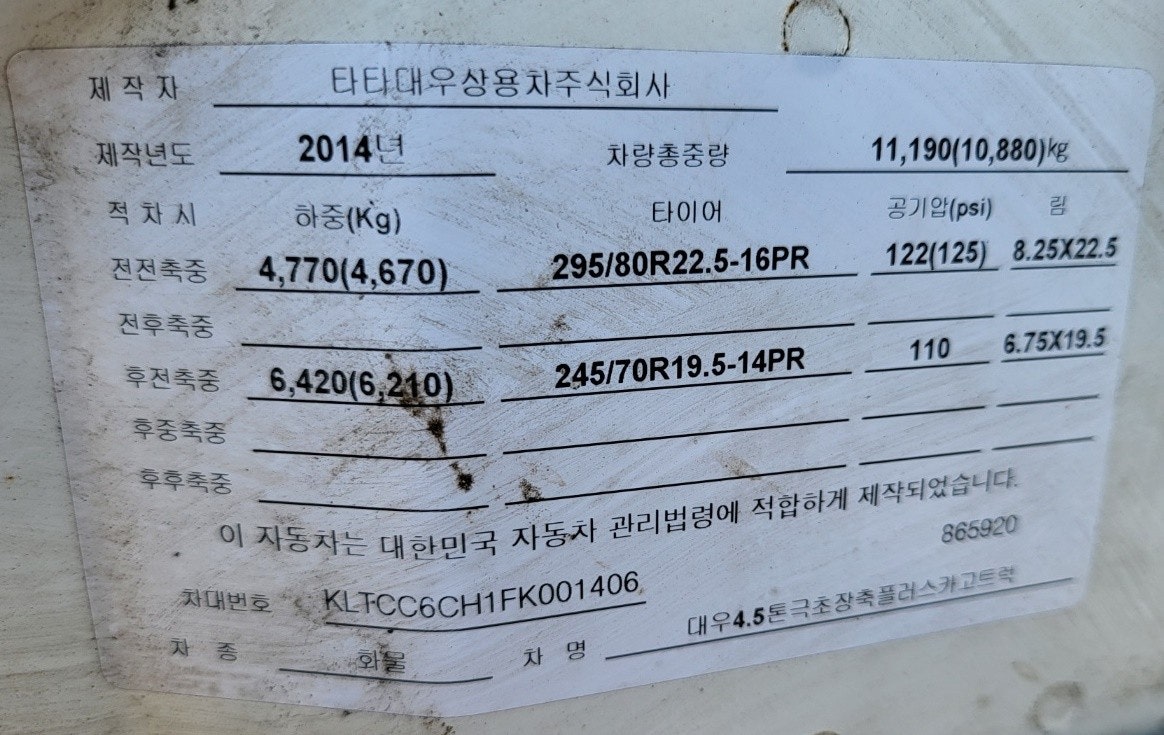 제작자 타타대우상용차주식회사
제작년도 2014년 차량총중량 11,190(10,880)kg
적차시 하중(Kg) 타이어 공기압(psi) 림
전전축중 4,770(4,670) 295/80R22.5-16PR 122(125) 8.25X22.5
전후축중
후전축중 6,420(6,210) 245/70R19.5-14PR 110 6.75X19.5
후중축중
후후축중
이 자동차는 대한민국 자동차 관리법령에 적합하게 제작되었습니다.
865920
차대번호 KLTCC6CH1FK001406
차종 화물 차명 대우4.5톤극초장축플러스카고트럭